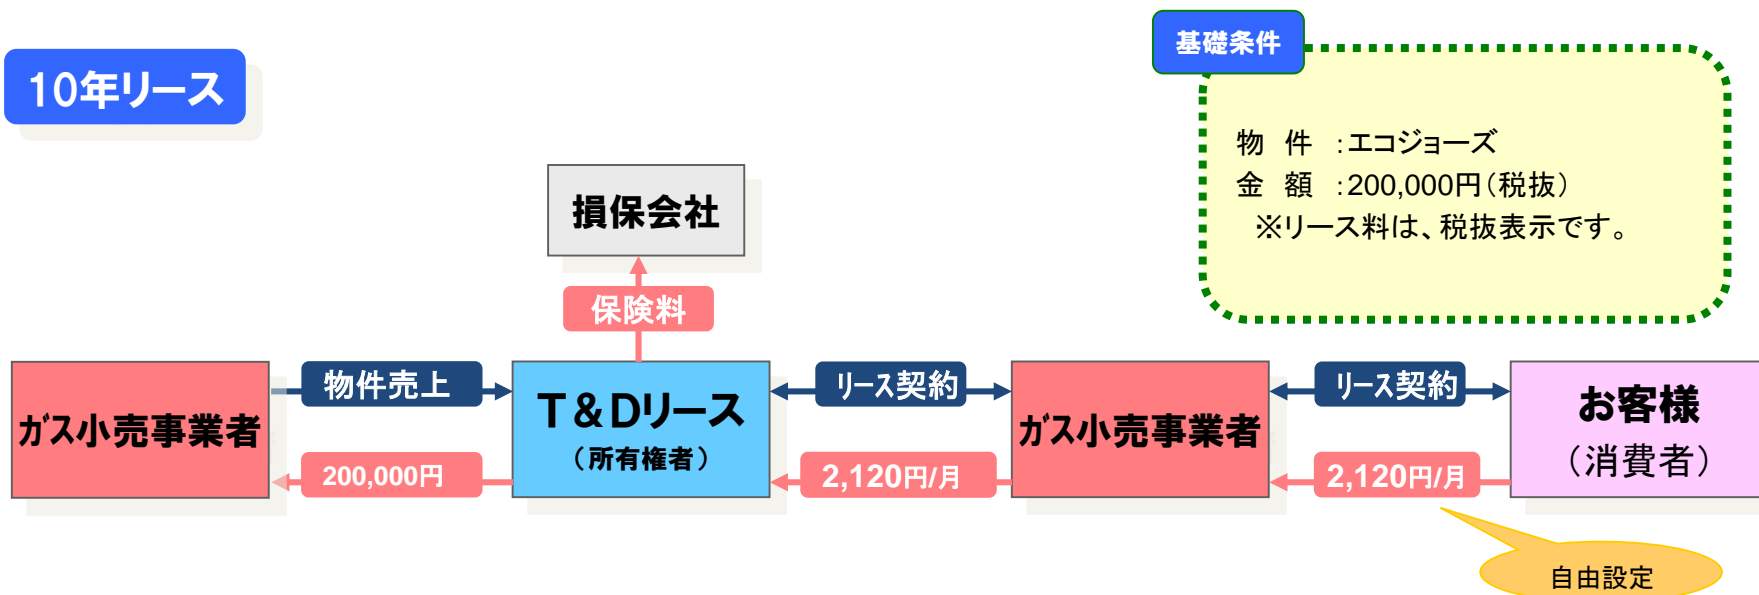 基礎条件
10年リース
物　件　：エコジョーズ
金　額　：200,000円（税抜）
※リース料は、税抜表示です。
損保会社
保険料
ガス小売事業者
物件売上
200,000円
T＆Dリース
（所有権者）
リース契約
2,120円/月
ガス小売事業者
リース契約
2,120円/月
お客様
（消費者）
自由設定